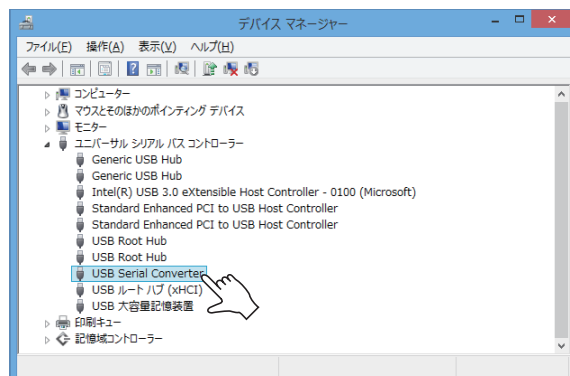 デバイス マネージャー
ファイル(F) 操作(A) 表示(V) ヘルプ(H)
コンピューター
マウスとそのほかのポインティング デバイス
モニター
ユニバーサル シリアル バス コントローラー
Generic USB Hub
Generic USB Hub
Intel(R) USB 3.0 eXtensible Host Controller - 0100 (Microsoft)
Standard Enhanced PCI to USB Host Controller
Standard Enhanced PCI to USB Host Controller
USB Root Hub
USB Root Hub
USB Serial Converter
USB ルート ハブ (xHCI)
USB 大容量記憶装置
印刷キュー
記憶域コントローラー